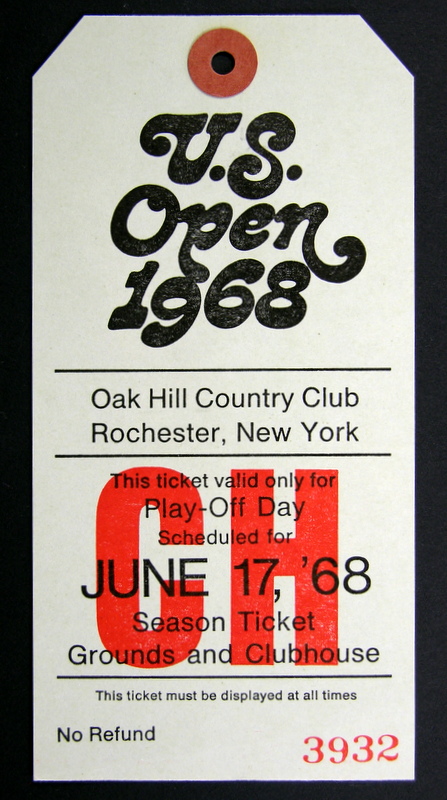 U.S.
Open
1968
Oak Hill Country Club
Rochester, New York
CH
This ticket valid only for
Play-Off Day
Scheduled for
JUNE 17, '68
Season Ticket
Grounds and Clubhouse
This ticket must be displayed at all times
No Refund
3932